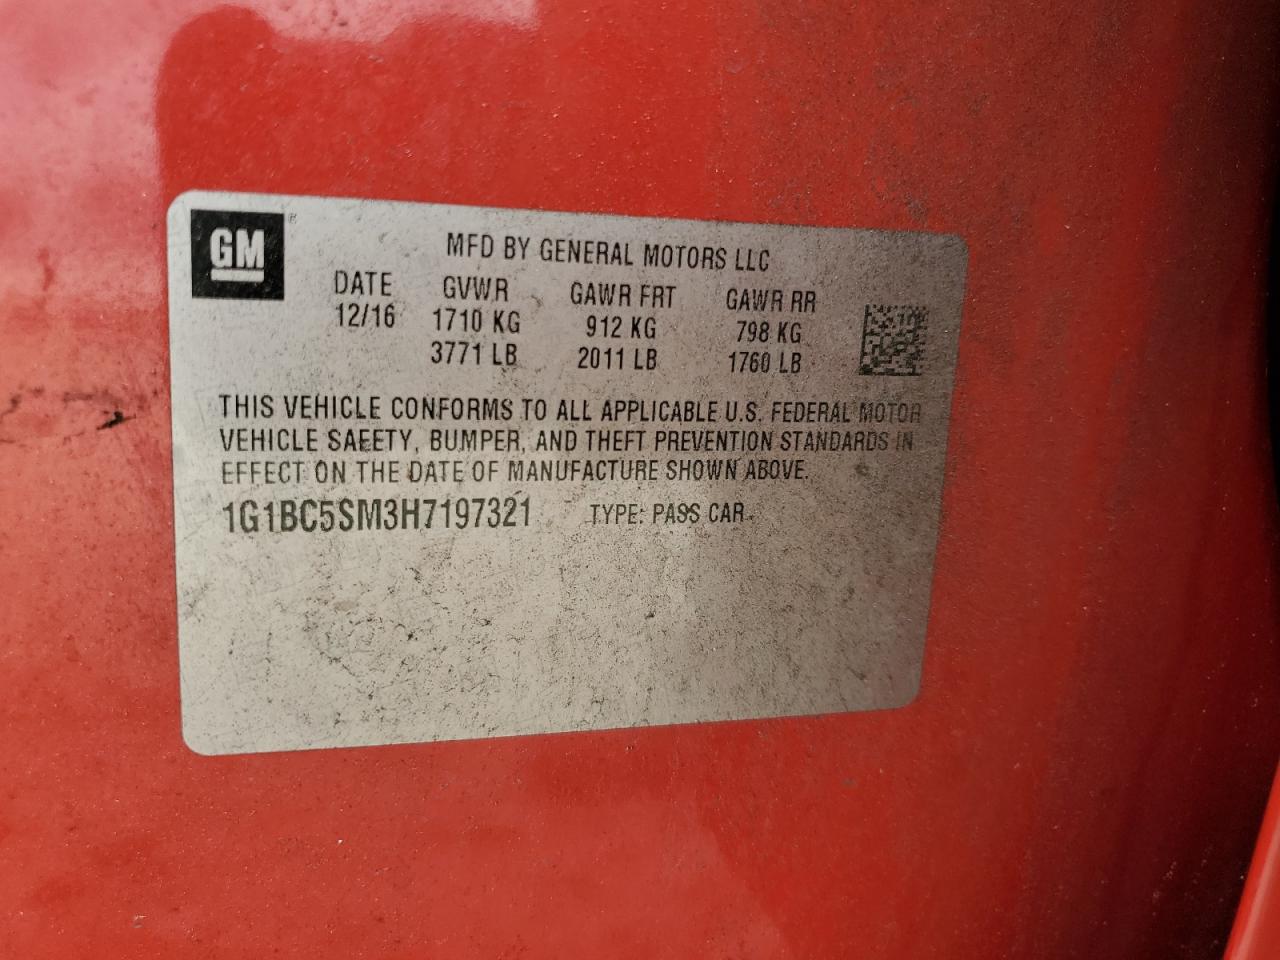 GM ®
MFD BY GENERAL MOTORS LLC
DATE GVWR GAWR FRT GAWR RR
12/16 1710 KG 912 KG 798 KG
3771 LB 2011 LB 1760 LB
THIS VEHICLE CONFORMS TO ALL APPLICABLE U.S. FEDERAL MOTOR
VEHICLE SAFETY, BUMPER, AND THEFT PREVENTION STANDARDS IN
EFFECT ON THE DATE OF MANUFACTURE SHOWN ABOVE.
1G1BC5SM3H7197321 TYPE: PASS CAR